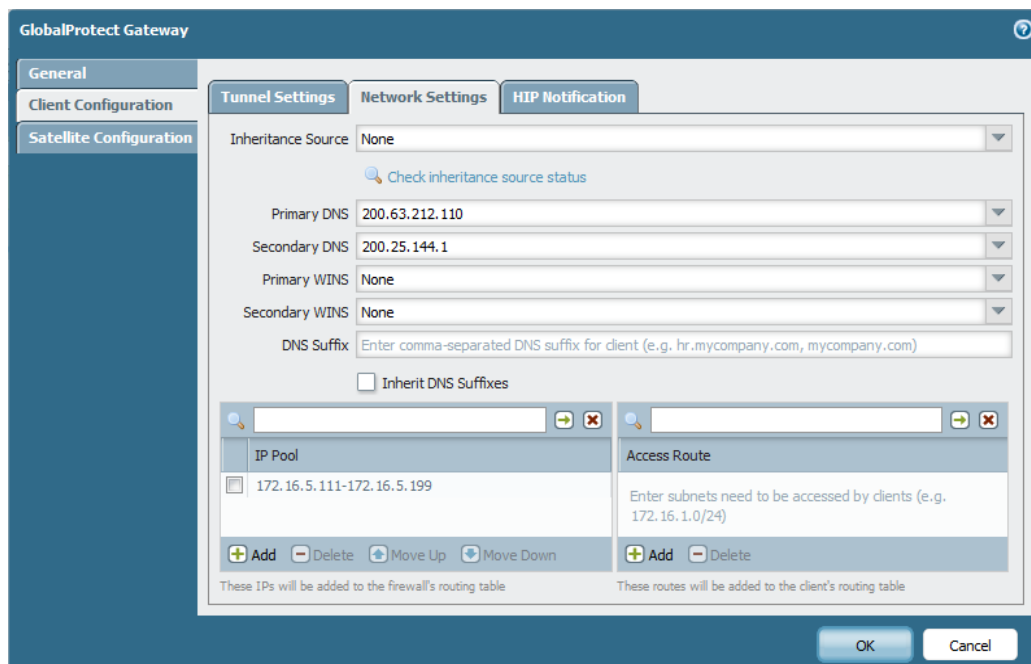 GlobalProtect Gateway
General
Client Configuration
Satellite Configuration
Tunnel Settings
Network Settings
HIP Notification
Inheritance Source None
Check inheritance source status
Primary DNS 200.63.212.110
Secondary DNS 200.25.144.1
Primary WINS None
Secondary WINS None
DNS Suffix Enter comma-separated DNS suffix for client (e.g. hr.mycompany.com, mycompany.com)
Inherit DNS Suffixes
IP Pool
172.16.5.111-172.16.5.199
Add Delete Move Up Move Down
These IPs will be added to the firewall's routing table
Access Route
Enter subnets need to be accessed by clients (e.g.
172.16.1.0/24)
Add Delete
These routes will be added to the client's routing table
OK Cancel